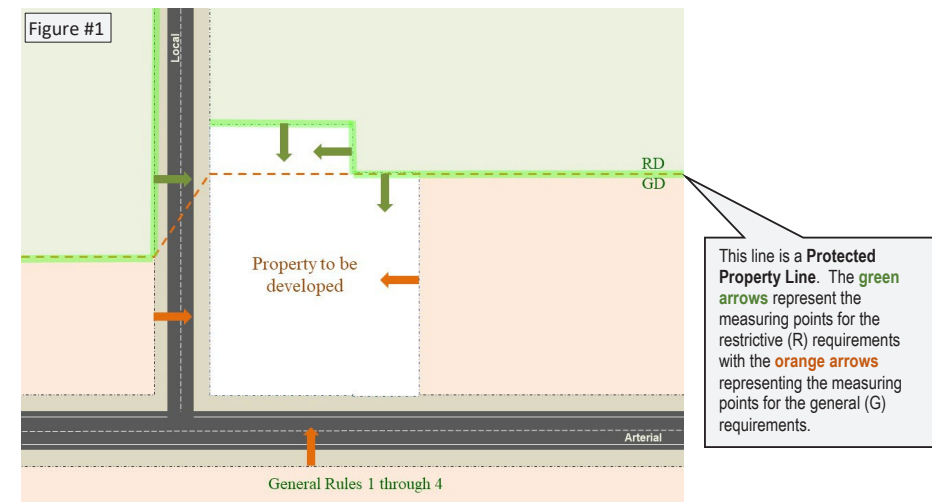 Figure #1
Local
RD
GD
Property to be
developed
This line is a Protected
Property Line. The green
arrows represent the
measuring points for the
restrictive (R) requirements
with the orange arrows
representing the measuring
points for the general (G)
requirements.
Arterial
General Rules 1 through 4